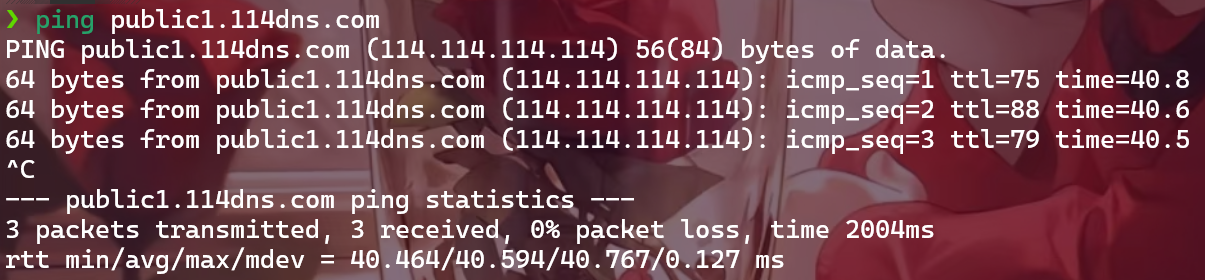 ❯ ping public1.114dns.com
PING public1.114dns.com (114.114.114.114) 56(84) bytes of data.
64 bytes from public1.114dns.com (114.114.114.114): icmp_seq=1 ttl=75 time=40.8
64 bytes from public1.114dns.com (114.114.114.114): icmp_seq=2 ttl=88 time=40.6
64 bytes from public1.114dns.com (114.114.114.114): icmp_seq=3 ttl=79 time=40.5
^C
--- public1.114dns.com ping statistics ---
3 packets transmitted, 3 received, 0% packet loss, time 2004ms
rtt min/avg/max/mdev = 40.464/40.594/40.767/0.127 ms